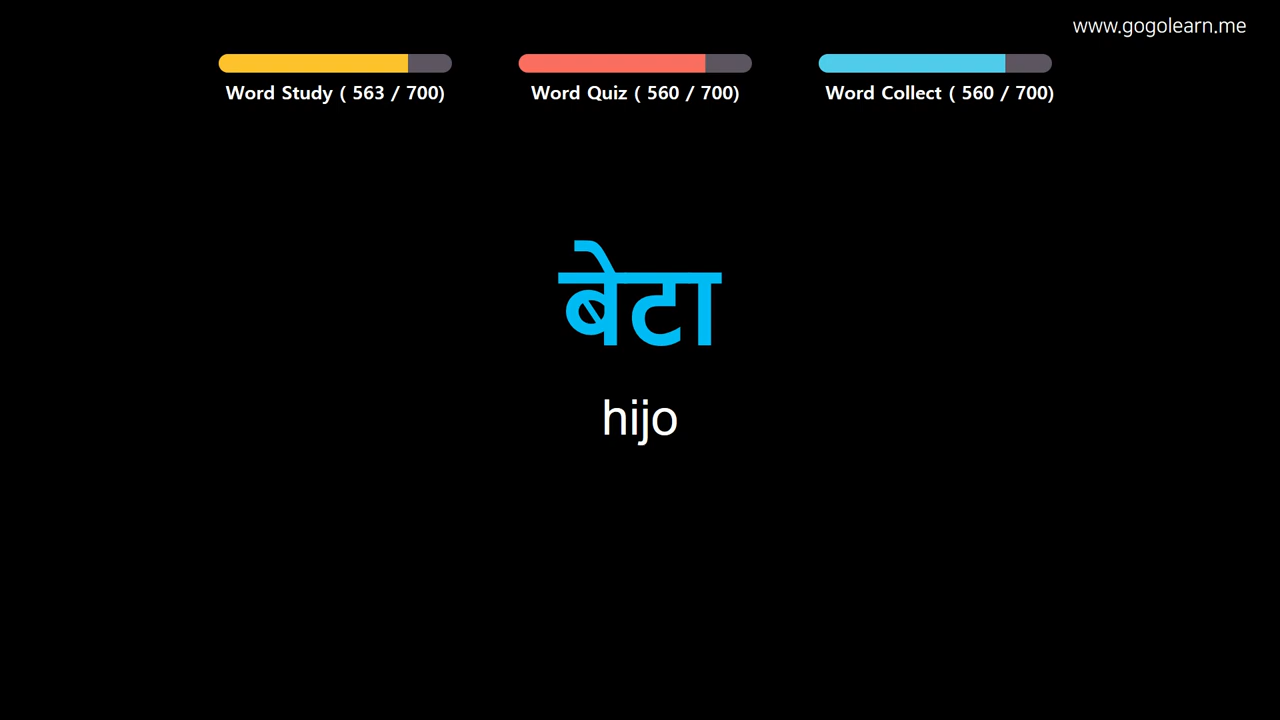 www.gogolearn.me
Word Study ( 563 / 700)
Word Quiz ( 560 / 700)
Word Collect ( 560 / 700)
बेटा
hijo